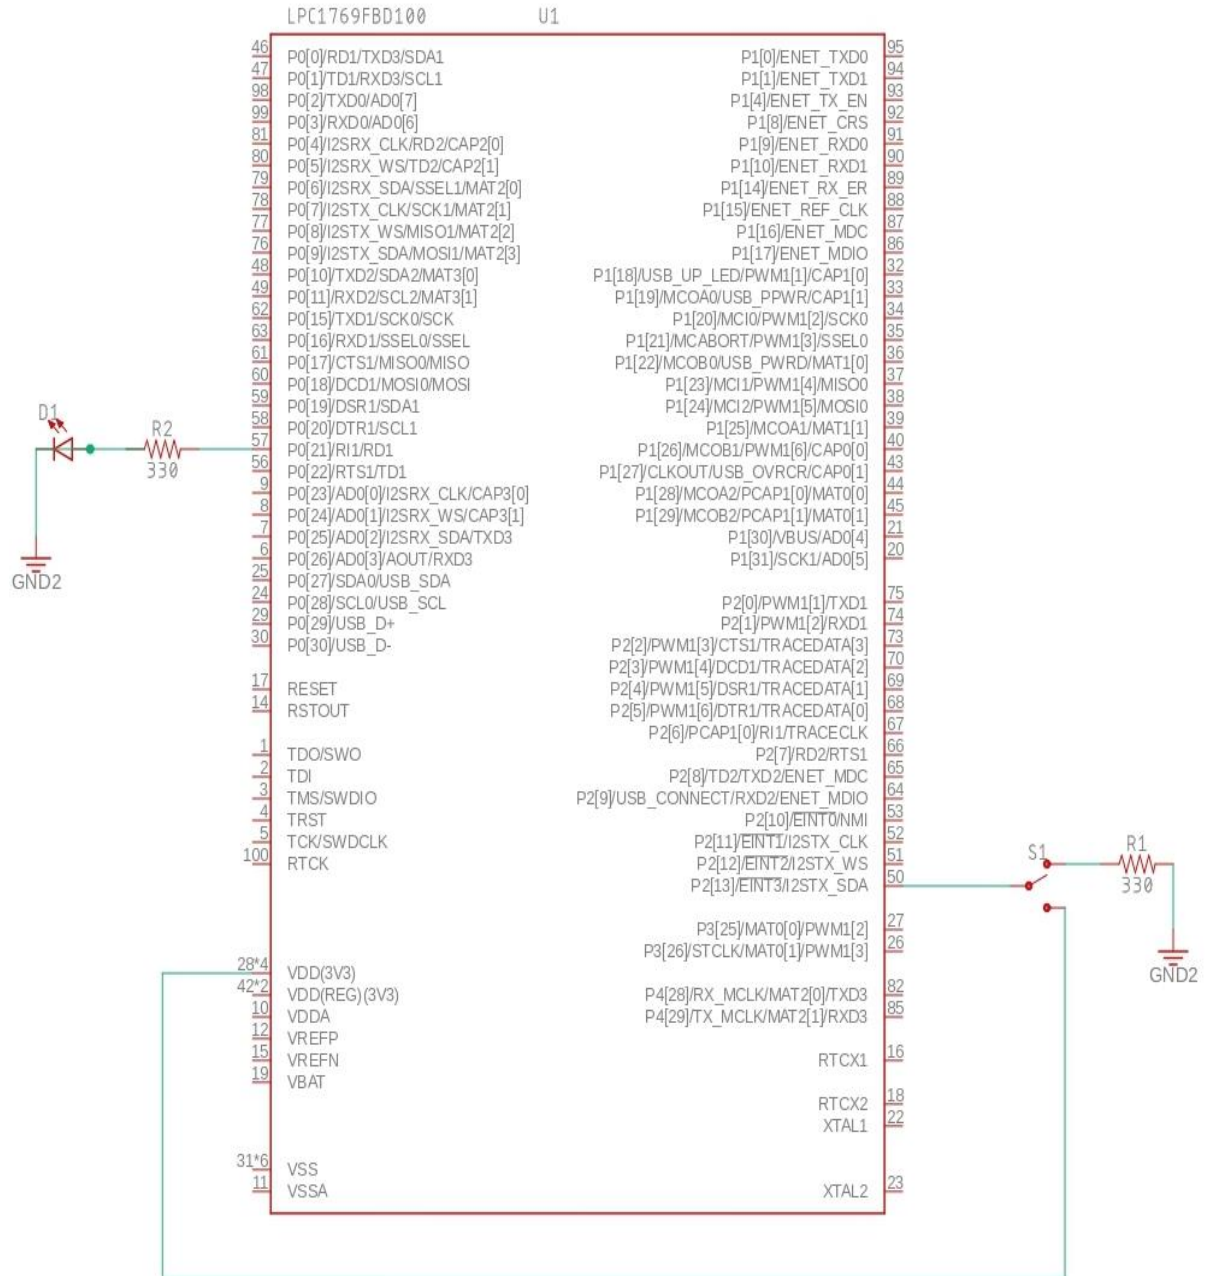 LPC1769FBD100 U1
46 P0[0]/RD1/TXD3/SDA1 P1[0]/ENET_TXD0 95
47 P0[1]/TD1/RXD3/SCL1 P1[1]/ENET_TXD1 94
98 P0[2]/TXD0/AD0[7] P1[4]/ENET_TX_EN 93
99 P0[3]/RXD0/AD0[6] P1[8]/ENET_CRS 92
81 P0[4]/I2SRX_CLK/RD2/CAP2[0] P1[9]/ENET_RXD0 91
80 P0[5]/I2SRX_WS/TD2/CAP2[1] P1[10]/ENET_RXD1 90
79 P0[6]/I2SRX_SDA/SSEL1/MAT2[0] P1[14]/ENET_RX_ER 89
78 P0[7]/I2STX_CLK/SCK1/MAT2[1] P1[15]/ENET_REF_CLK 88
77 P0[8]/I2STX_WS/MISO1/MAT2[2] P1[16]/ENET_MDC 87
76 P0[9]/I2STX_SDA/MOSI1/MAT2[3] P1[17]/ENET_MDIO 86
48 P0[10]/TXD2/SDA2/MAT3[0] P1[18]/USB_UP_LED/PWM1[1]/CAP1[0] 32
49 P0[11]/RXD2/SCL2/MAT3[1] P1[19]/MCOA0/USB_PPWR/CAP1[1] 33
62 P0[15]/TXD1/SCK0/SCK P1[20]/MCI0/PWM1[2]/SCK0 34
63 P0[16]/RXD1/SSEL0/SSEL P1[21]/MCABORT/PWM1[3]/SSEL0 35
61 P0[17]/CTS1/MISO0/MISO P1[22]/MCOB0/USB_PWRD/MAT1[0] 36
60 P0[18]/DCD1/MOSI0/MOSI P1[23]/MCI1/PWM1[4]/MISO0 37
59 P0[19]/DSR1/SDA1 P1[24]/MCI2/PWM1[5]/MOSI0 38
58 P0[20]/DTR1/SCL1 P1[25]/MCOA1/MAT1[1] 39
D1 R2 57 P0[21]/RI1/RD1 P1[26]/MCOB1/PWM1[6]/CAP0[0] 40
330 56 P0[22]/RTS1/TD1 P1[27]/CLKOUT/USB_OVRCR/CAP0[1] 43
9 P0[23]/AD0[0]/I2SRX_CLK/CAP3[0] P1[28]/MCOA2/PCAP1[0]/MAT0[0] 44
8 P0[24]/AD0[1]/I2SRX_WS/CAP3[1] P1[29]/MCOB2/PCAP1[1]/MAT0[1] 45
7 P0[25]/AD0[2]/I2SRX_SDA/TXD3 P1[30]/VBUS/AD0[4] 21
6 P0[26]/AD0[3]/AOUT/RXD3 P1[31]/SCK1/AD0[5] 20
GND2 25 P0[27]/SDA0/USB_SDA
24 P0[28]/SCL0/USB_SCL P2[0]/PWM1[1]/TXD1 75
29 P0[29]/USB_D+ P2[1]/PWM1[2]/RXD1 74
30 P0[30]/USB_D- P2[2]/PWM1[3]/CTS1/TRACEDATA[3] 73
P2[3]/PWM1[4]/DCD1/TRACEDATA[2] 70
17 RESET P2[4]/PWM1[5]/DSR1/TRACEDATA[1] 69
14 RSTOUT P2[5]/PWM1[6]/DTR1/TRACEDATA[0] 68
P2[6]/PCAP1[0]/RI1/TRACECLK 67
1 TDO/SWO P2[7]/RD2/RTS1 66
2 TDI P2[8]/TD2/TXD2/ENET_MDC 65
3 TMS/SWDIO P2[9]/USB_CONNECT/RXD2/ENET_MDIO 64
4 TRST P2[10]/EINT0/NMI 53
5 TCK/SWDCLK P2[11]/EINT1/I2STX_CLK 52
100 RTCK P2[12]/EINT2/I2STX_WS 51 S1 R1
P2[13]/EINT3/I2STX_SDA 50 330
P3[25]/MAT0[0]/PWM1[2] 27
P3[26]/STCLK/MAT0[1]/PWM1[3] 26
28*4 VDD(3V3) GND2
42*2 VDD(REG)(3V3) P4[28]/RX_MCLK/MAT2[0]/TXD3 82
10 VDDA P4[29]/TX_MCLK/MAT2[1]/RXD3 85
12 VREFP
15 VREFN RTCX1 16
19 VBAT
RTCX2 18
XTAL1 22
31*6 VSS
11 VSSA XTAL2 23